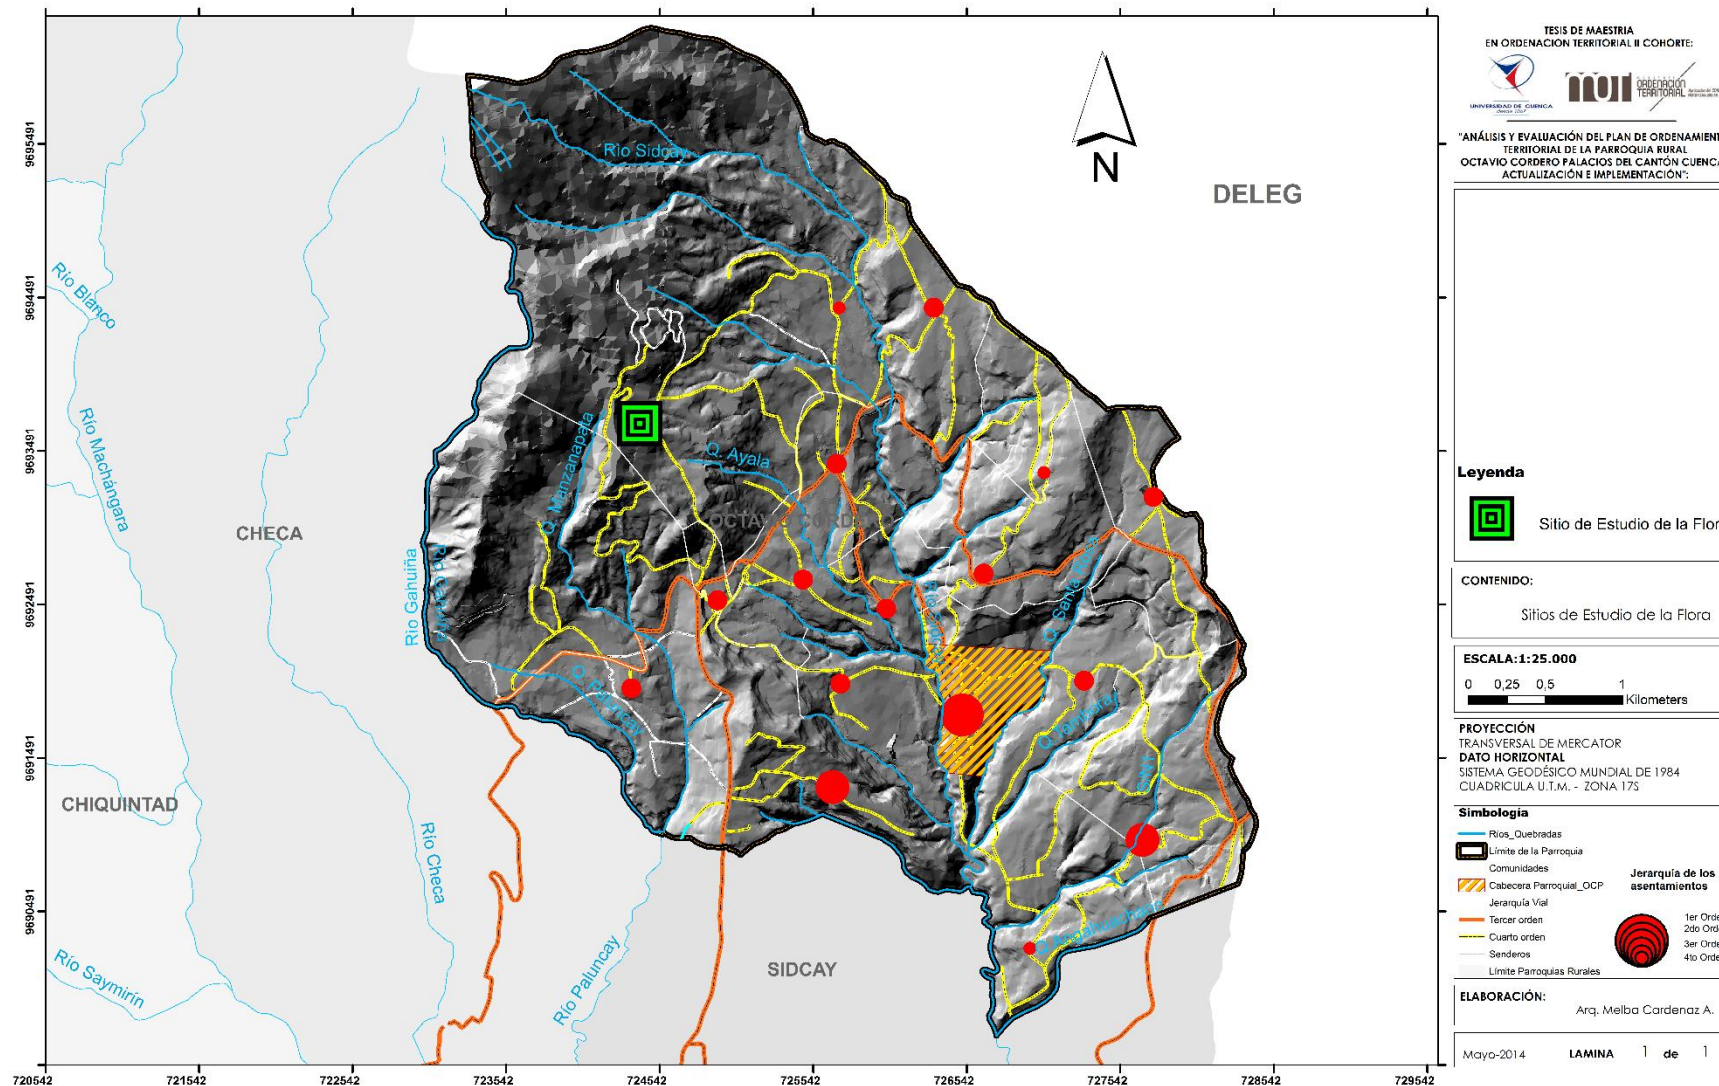 TESIS DE MAESTRIA
EN ORDENACION TERRITORIAL II COHORTE:
UNIVERSIDAD DE CUENCA
desde 1867
mot
ORDENACIÓN
TERRITORIAL
"ANÁLISIS Y EVALUACIÓN DEL PLAN DE ORDENAMIENT
TERRITORIAL DE LA PARROQUIA RURAL
OCTAVIO CORDERO PALACIOS DEL CANTÓN CUENCA
ACTUALIZACIÓN E IMPLEMENTACIÓN":
Leyenda
Sitio de Estudio de la Flor
CONTENIDO:
Sitios de Estudio de la Flora
ESCALA:1:25.000
0 0,25 0,5 1
Kilometers
PROYECCIÓN
TRANSVERSAL DE MERCATOR
DATO HORIZONTAL
SISTEMA GEODÉSICO MUNDIAL DE 1984
CUADRICULA U.T.M. - ZONA 17S
Simbología
Ríos_Quebradas
Límite de la Parroquia
Comunidades
Cabecera Parroquial_OCP
Jerarquía Vial
Tercer orden
Cuarto orden
Senderos
Límite Parroquias Rurales
Jerarquía de los
asentamientos
1er Orde
2do Ord
3er Orde
4to Orde
ELABORACIÓN:
Arq. Melba Cardenaz A.
Mayo-2014 LAMINA 1 de 1
N
DELEG
CHECA
CHIQUINTAD
SIDCAY
Río Sidcay
Río Blanco
Río Machángara
Río Checa
Río Saymirín
Río Paluncay
Río Gahuiña
Q. Manzanapata
Q. Ayala
9695491
9694491
9693491
9692491
9691491
9690491
720542 721542 722542 723542 724542 725542 726542 727542 728542 729542